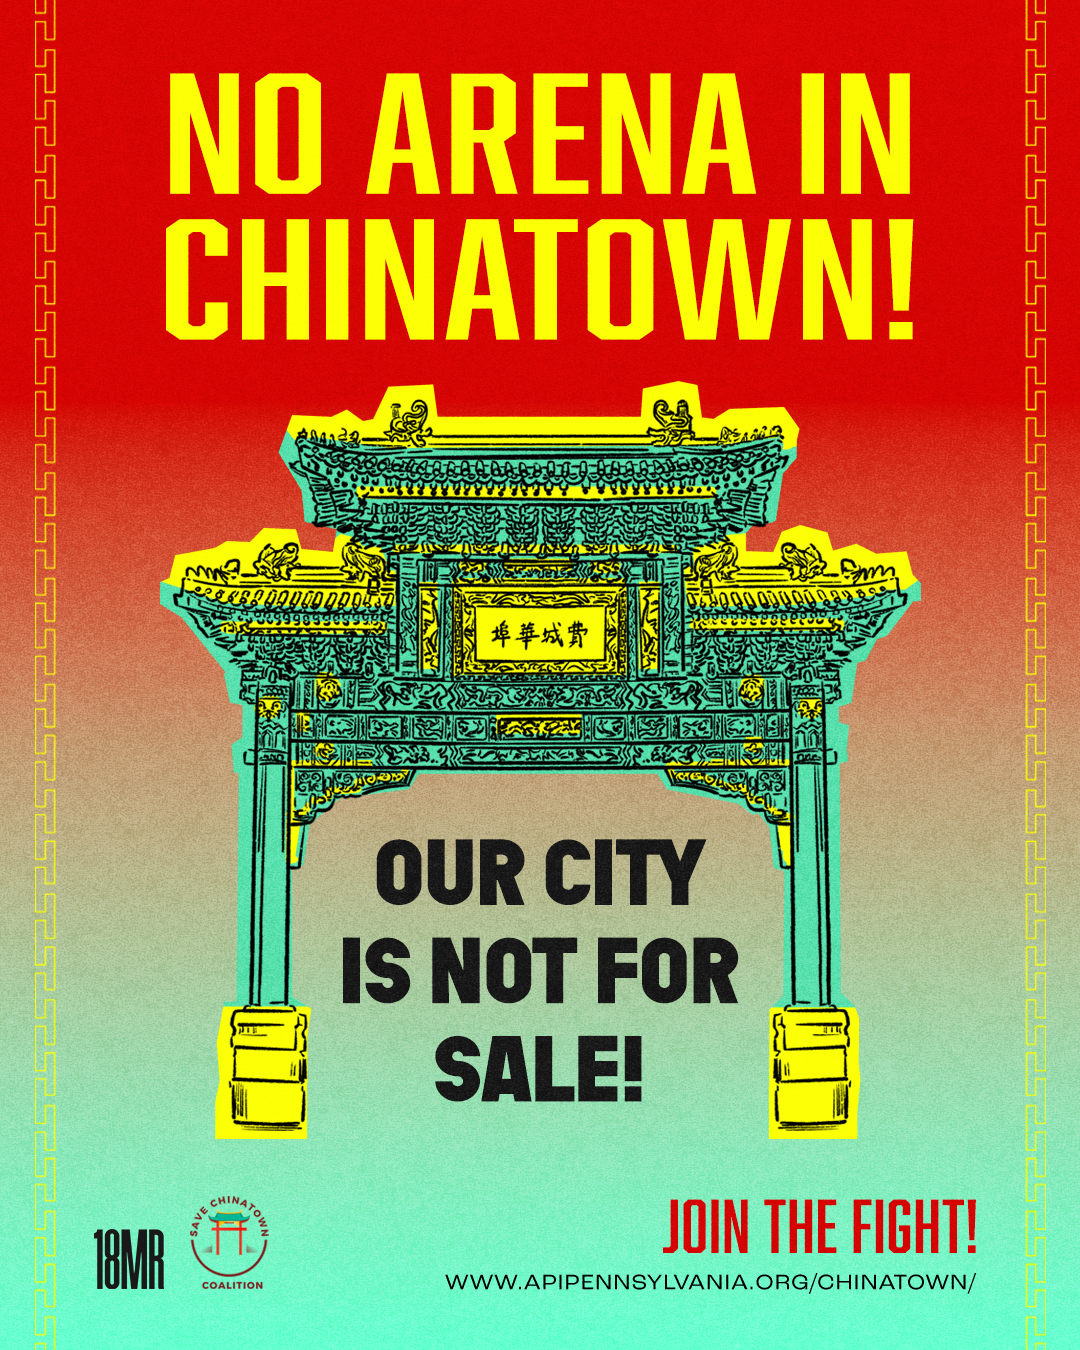 NO ARENA IN
CHINATOWN!
埠華城費
OUR CITY
IS NOT FOR
SALE!
18MR
SAVE CHINATOWN
COALITION
JOIN THE FIGHT!
WWW.APIPENNSYLVANIA.ORG/CHINATOWN/